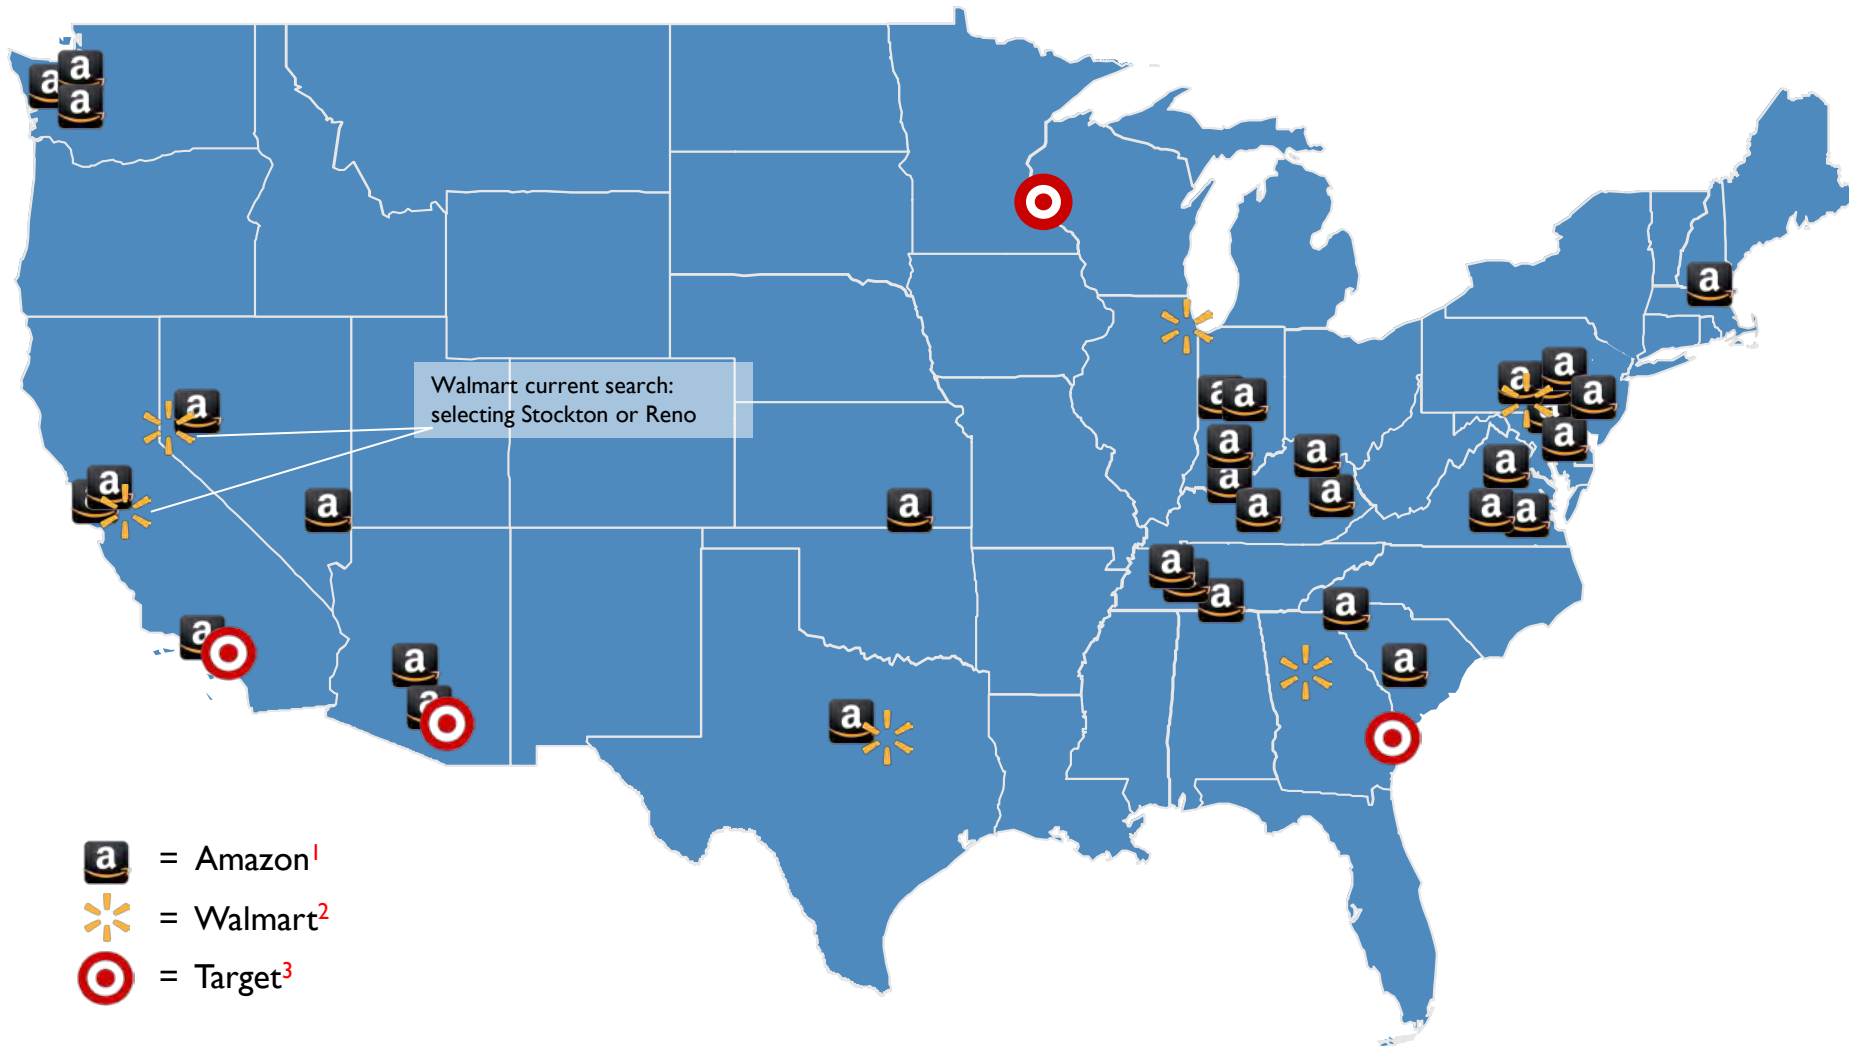 Walmart current search:
selecting Stockton or Reno
a = Amazon1
= Walmart2
= Target3